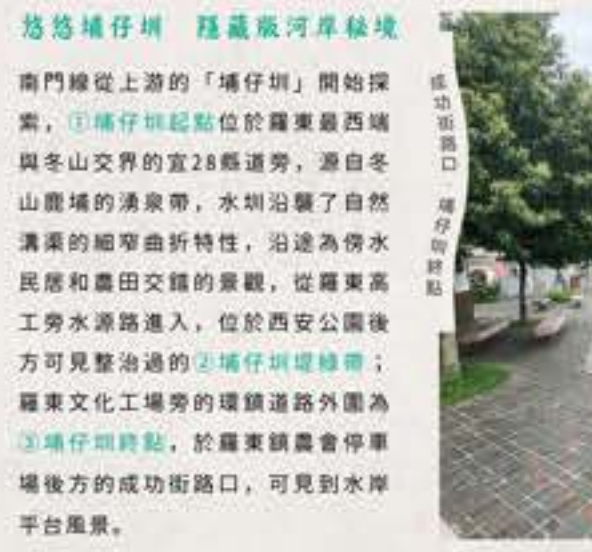 悠悠埔仔圳 隱藏版河岸秘境
南門線從上游的「埔仔圳」開始探
索，①埔仔圳起點位於羅東最西端
與冬山交界的宜28縣道旁，源自冬
山鹿埔的湧泉帶，水圳沿襲了自然
溝渠的細窄曲折特性，沿途為傍水
民居和農田交錯的景觀，從羅東高
工旁水源路進入，位於西安公園後
方可見整治過的②埔仔圳堤綠帶；
羅東文化工場旁的環鎮道路外圍為
③埔仔圳終點，於羅東鎮農會停車
場後方的成功街路口，可見到水岸
平台風景。
成功街路口 埔仔圳終點